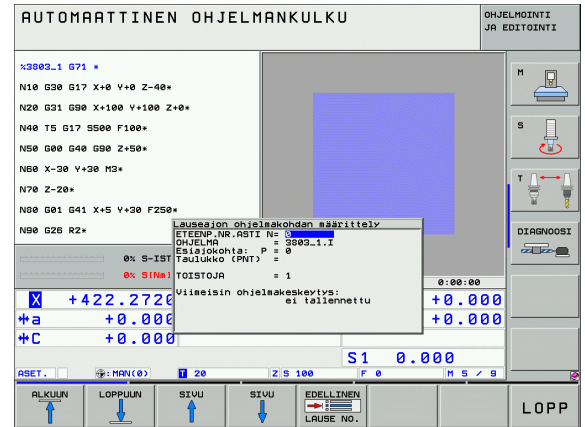 AUTOMAATTINEN OHJELMANKULKU
OHJELMOINTI
JA EDITOINTI
%3803_1 G71 *
N10 G30 G17 X+0 Y+0 Z-40*
N20 G31 G90 X+100 Y+100 Z+0*
N40 T5 G17 S500 F100*
N50 G00 G40 G90 Z+50*
N60 X-30 Y+30 M3*
N70 Z-20*
N80 G01 G41 X+5 Y+30 F250*
N90 G26 R2*
M
S
T
DIAGNOOSI
Lauseajon ohjelmakohdan määrittely
ETEENP.NR.ASTI N= 0
OHJELMA = 3803_1.I
Esiajokohta: P = 0
Taulukko (PNT) =
TOISTOJA = 1
Viimeisin ohjelmakeskeytys:
ei tallennettu
0% S-IST
0% S[Nm]
0:00:00
X +422.272 +0.000
a +0.000 +0.000
C +0.00
S1 0.000
ASET. : MAN(0) T 20 Z S 100 F 0 M 5 / 9
ALKUUN
LOPPUUN
SIVU
SIVU
EDELLINEN
LAUSE NO.
LOPP